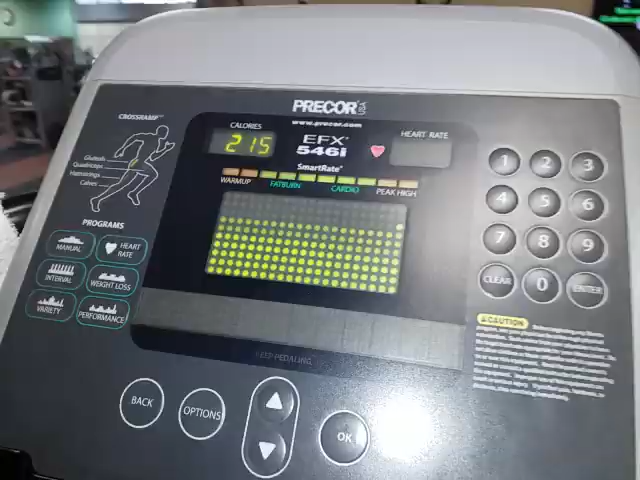 PRECOR USA
www.precor.com
CROSSRAMP™
CALORIES
215
EFX®
546i
HEART RATE
SmartRate®
WARMUP
FATBURN
CARDIO
PEAK HIGH
Gluteals
Quadriceps
Hamstrings
Calves
PROGRAMS
MANUAL
HEART RATE
INTERVAL
WEIGHT LOSS
VARIETY
PERFORMANCE
1 2 3
4 5 6
7 8 9
CLEAR 0 ENTER
CAUTION
KEEP PEDALING
BACK
OPTIONS
OK